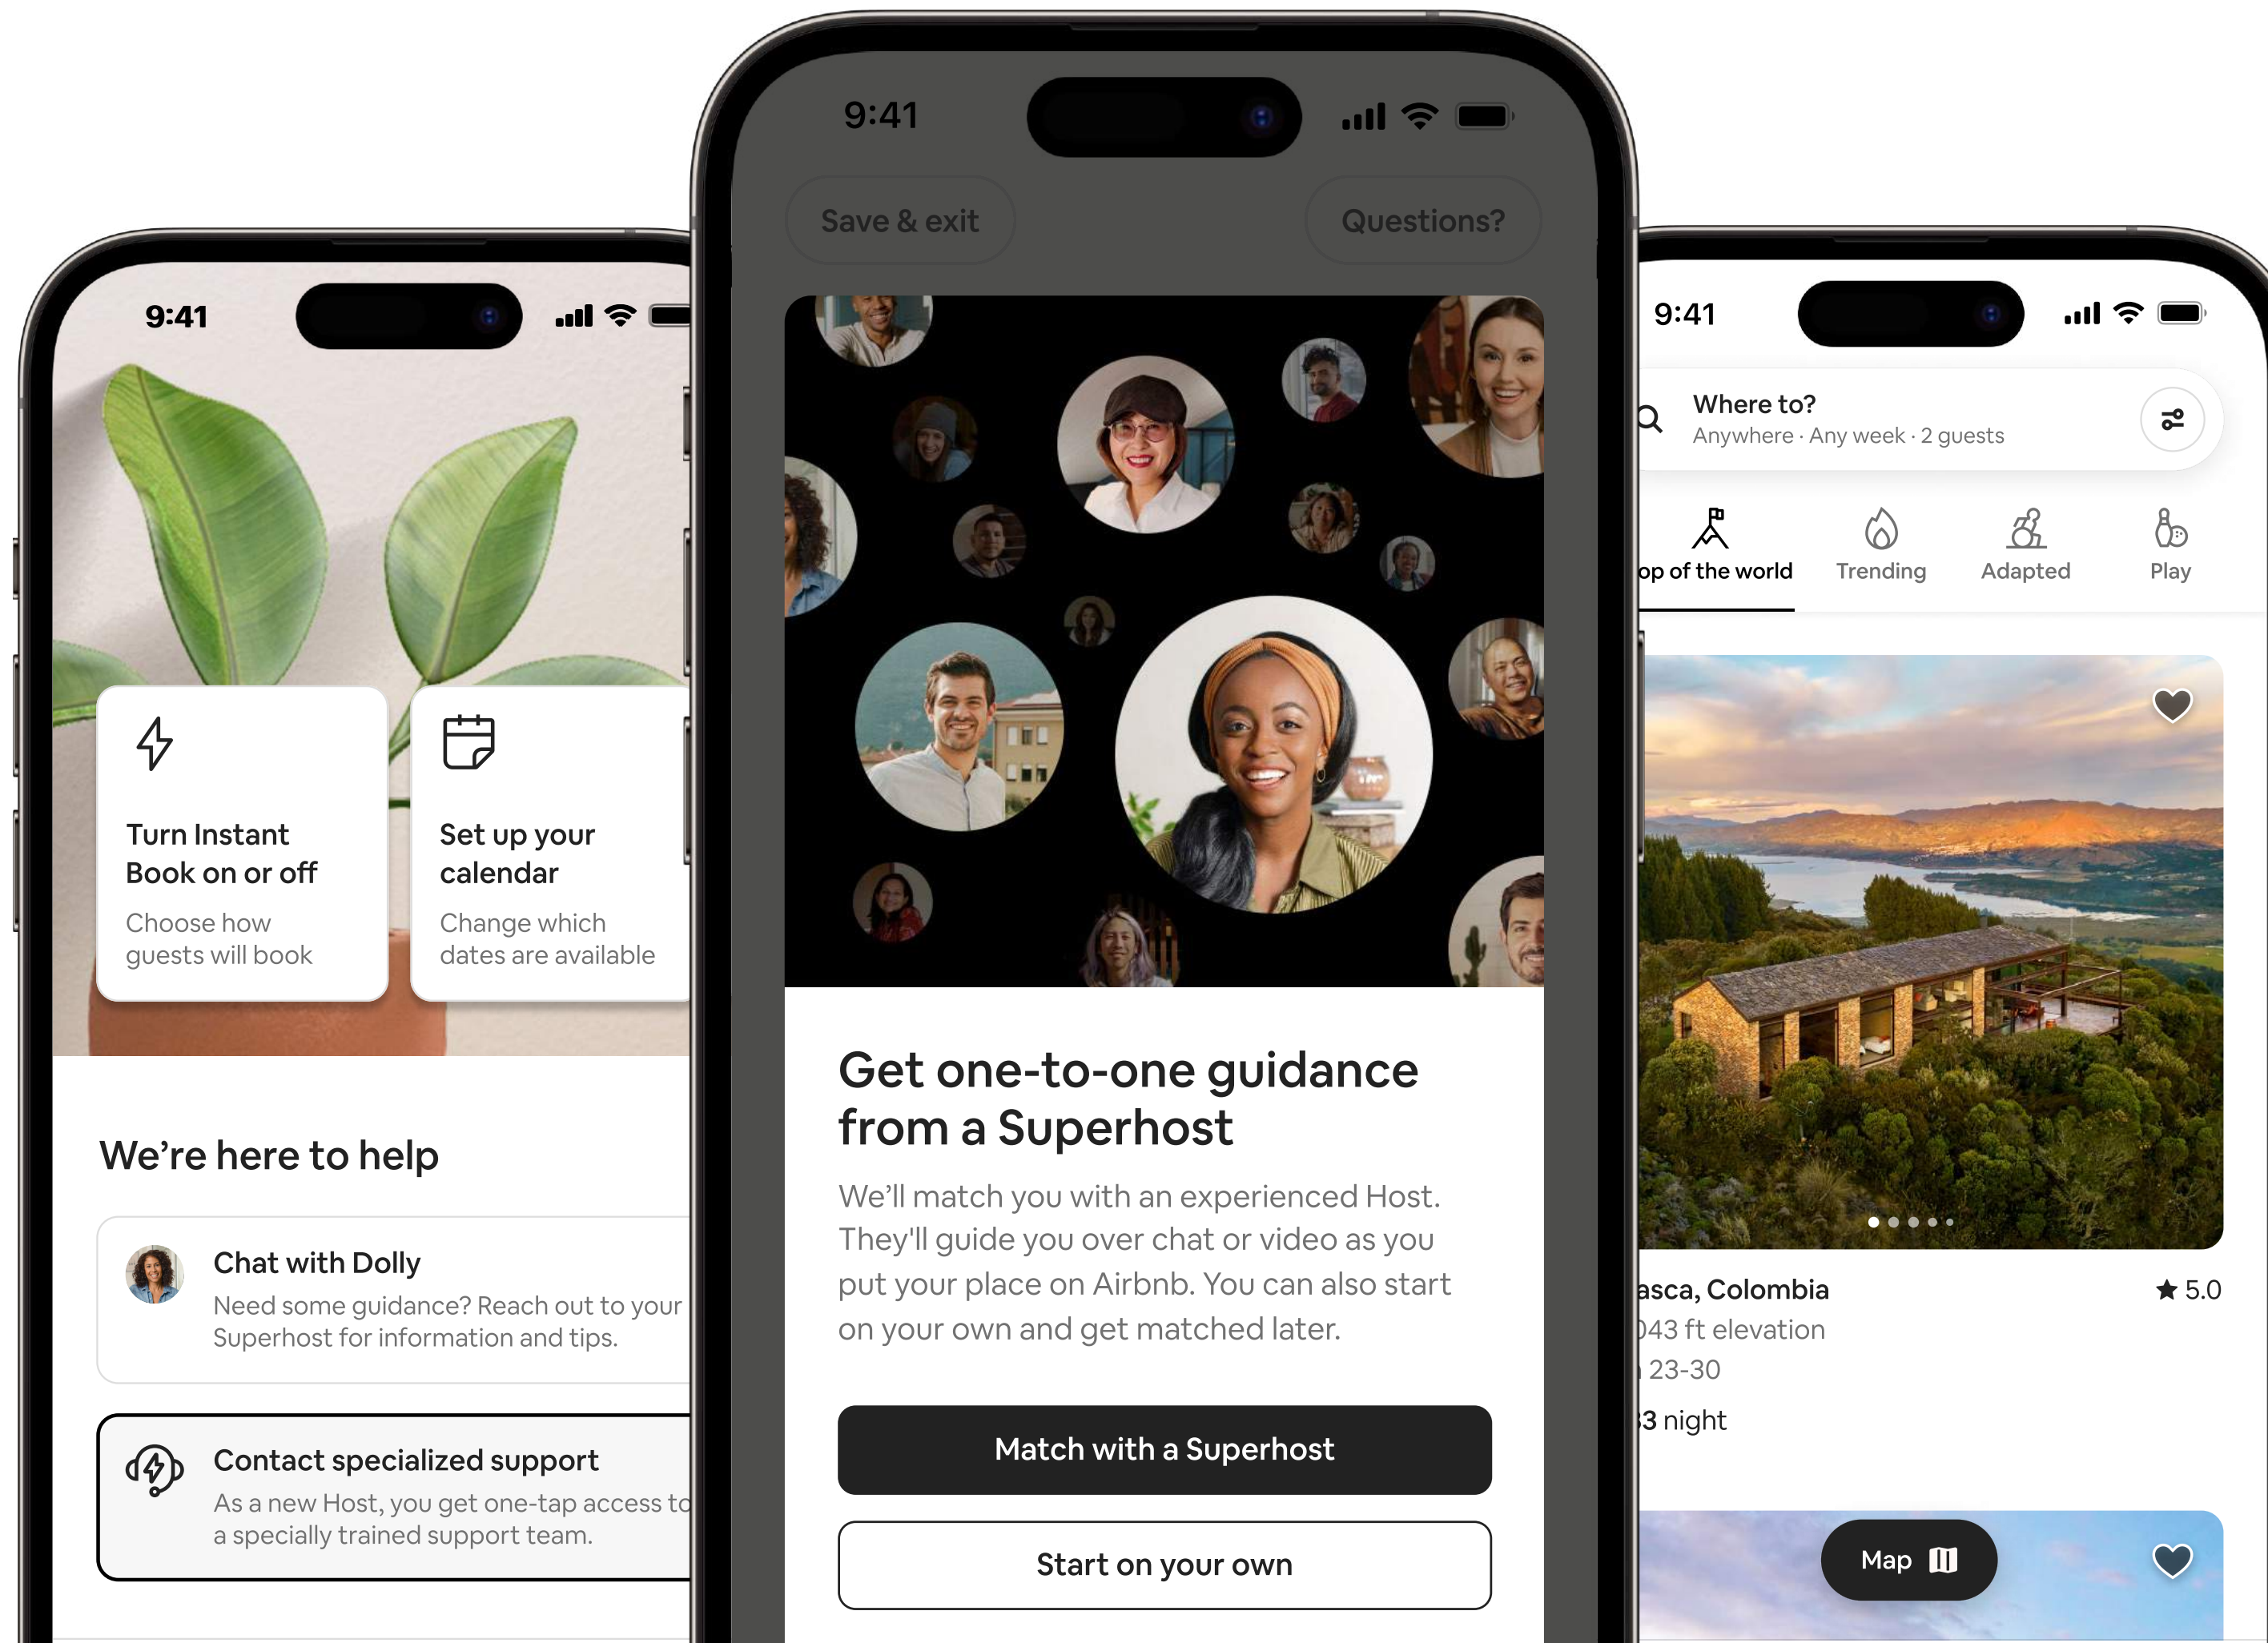 9:41
Turn Instant
Book on or off
Choose how
guests will book
Set up your
calendar
Change which
dates are available
We’re here to help
Chat with Dolly
Need some guidance? Reach out to your
Superhost for information and tips.
Contact specialized support
As a new Host, you get one-tap access to
a specially trained support team.
9:41
Save & exit
Questions?
Get one-to-one guidance
from a Superhost
We’ll match you with an experienced Host.
They'll guide you over chat or video as you
put your place on Airbnb. You can also start
on your own and get matched later.
Match with a Superhost
Start on your own
9:41
Where to?
Anywhere · Any week · 2 guests
op of the world
Trending
Adapted
Play
asca, Colombia
5.0
043 ft elevation
23-30
33 night
Map